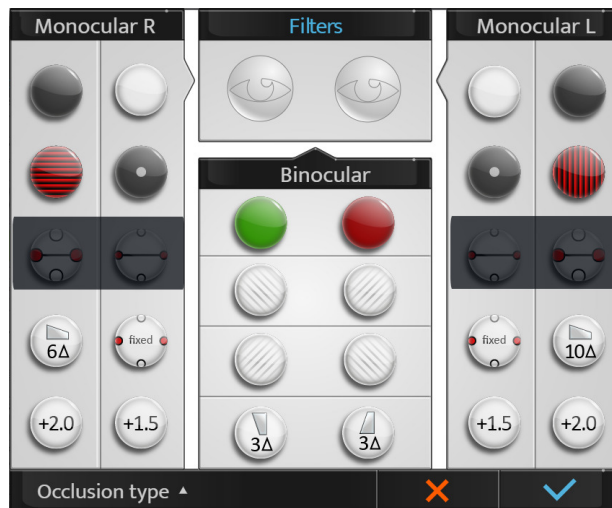 Monocular R
Filters
Monocular L
Binocular
6Δ
fixed
fixed
10Δ
+2.0
+1.5
3Δ
3Δ
+1.5
+2.0
Occlusion type